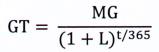 GT = MG / (1 + L)^t/365